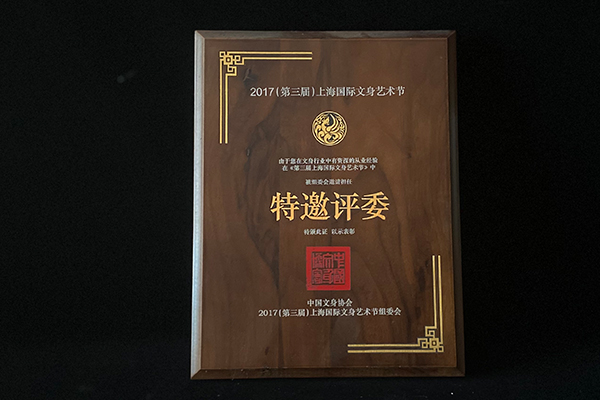 2017(第三届)上海国际文身艺术节
由于您在文身行业中有资深的从业经验
在《第三届上海国际文身艺术节》中
被组委会邀请担任
特邀评委
特颁此证 以示表彰
中国文身协会
2017(第三届)上海国际文身艺术节组委会